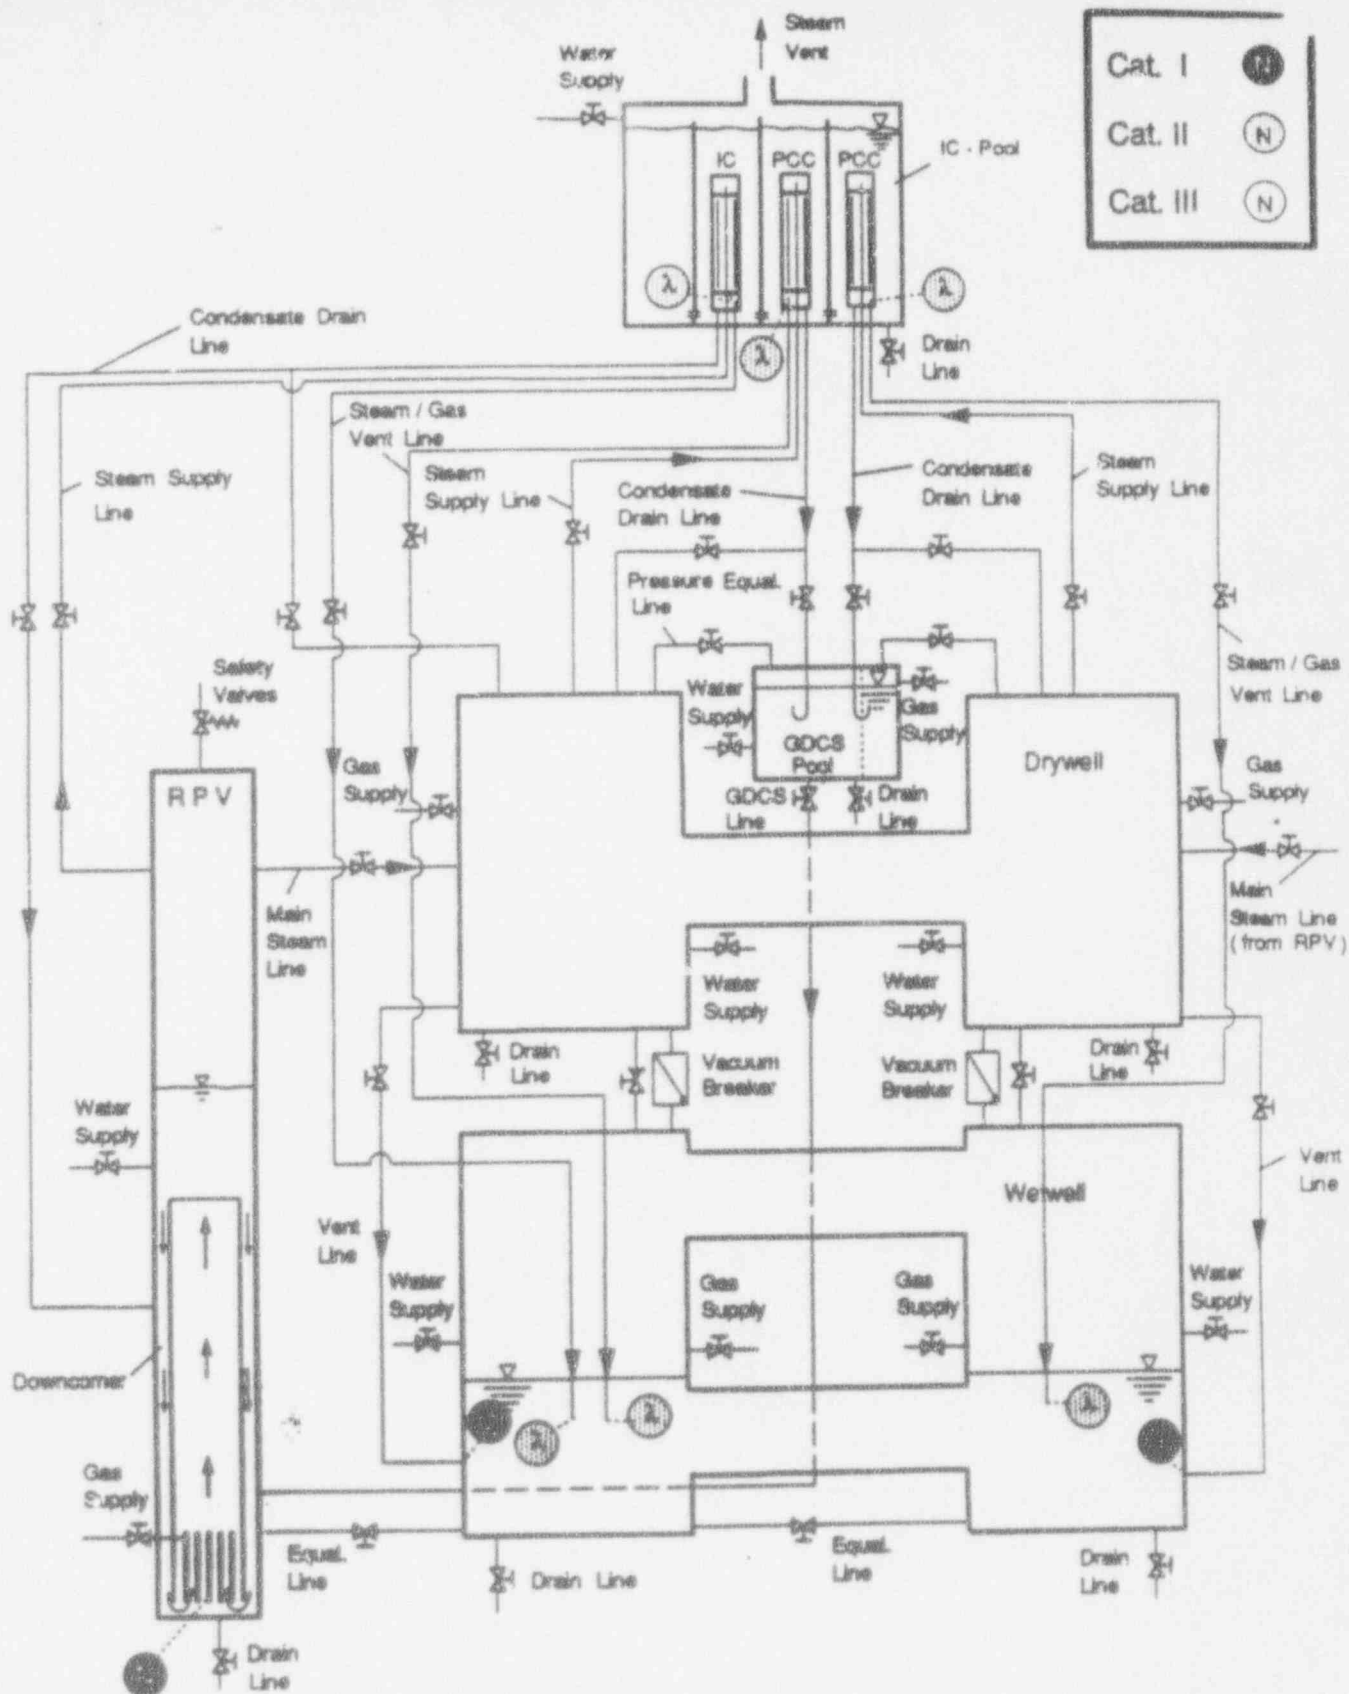 Steam
Vent
Water
Supply
Cat. I N
Cat. II N
Cat. III N
IC - Pool
IC
PCC
PCC
λ
λ
λ
Condensate Drain
Line
Drain
Line
Steam / Gas
Vent Line
Steam Supply
Line
Steam
Supply Line
Condensate
Drain Line
Condensate
Drain Line
Steam
Supply Line
Pressure Equal.
Line
Safety
Valves
Steam / Gas
Vent Line
Water
Supply
Gas
Supply
GDCS
Pool
Drywell
Gas
Supply
Gas
Supply
RPV
GDCS
Line
Drain
Line
Main
Steam
Line
Main
Steam Line
(from RPV)
Water
Supply
Water
Supply
Drain
Line
Vacuum
Breaker
Vacuum
Breaker
Drain
Line
Water
Supply
Vent
Line
Wetwell
Vent
Line
Water
Supply
Gas
Supply
Gas
Supply
Water
Supply
Downcomer
λ
λ
λ
Gas
Supply
Equal.
Line
Drain Line
Equal.
Line
Drain
Line
Drain
Line